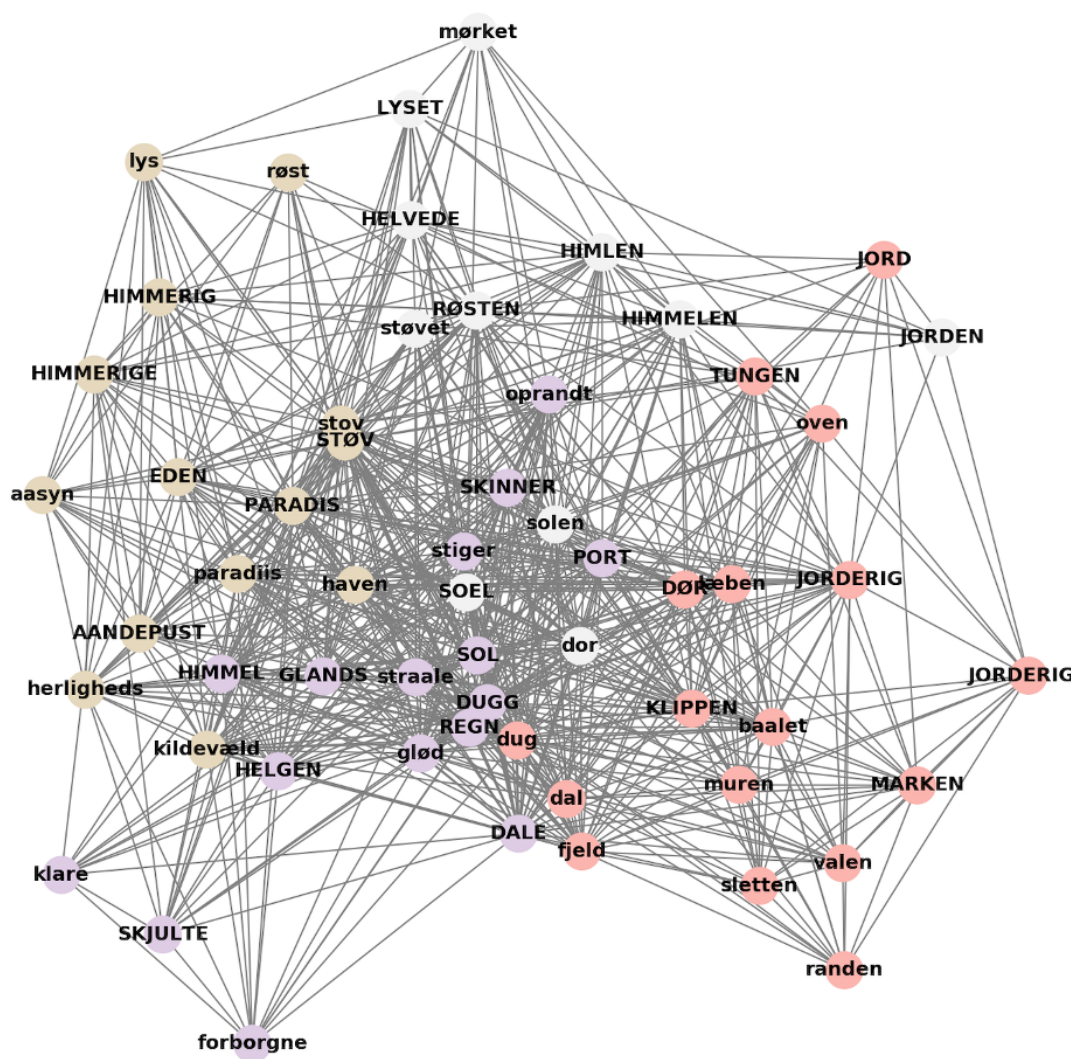 mørket
LYSET
lys
røst
HELVEDE
HIMLEN
JORD
HIMMERIG
RØSTEN
støvet
HIMMELEN
JORDEN
HIMMERIGE
TUNGEN
oprandt
stov
oven
STØV
EDEN
aasyn
PARADIS
SKINNER
solen
stiger
PORT
paradiis
haven
SOEL
DØR
læben
JORDERIG
AANDEPUST
dor
SOL
HIMMEL
GLANDS
straale
JORDERIG
herligheds
DUGG
KLIPPEN
REGN
baalet
dug
kildevæld
glød
HELGEN
muren
MARKEN
dal
DALE
fjeld
valen
klare
sletten
SKJULTE
randen
forborgne